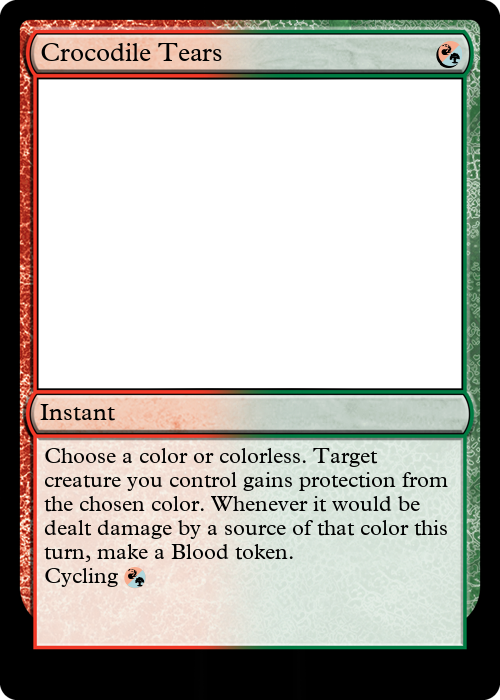 Crocodile Tears
Instant
Choose a color or colorless. Target
creature you control gains protection from
the chosen color. Whenever it would be
dealt damage by a source of that color this
turn, make a Blood token.
Cycling